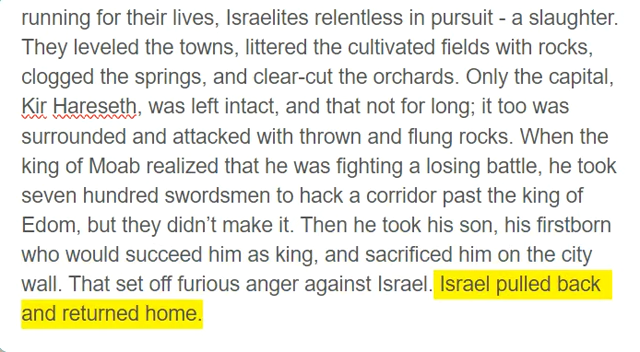 running for their lives, Israelites relentless in pursuit - a slaughter.
They leveled the towns, littered the cultivated fields with rocks,
clogged the springs, and clear-cut the orchards. Only the capital,
Kir Hareseth, was left intact, and that not for long; it too was
surrounded and attacked with thrown and flung rocks. When the
king of Moab realized that he was fighting a losing battle, he took
seven hundred swordsmen to hack a corridor past the king of
Edom, but they didn’t make it. Then he took his son, his firstborn
who would succeed him as king, and sacrificed him on the city
wall. That set off furious anger against Israel. Israel pulled back
and returned home.